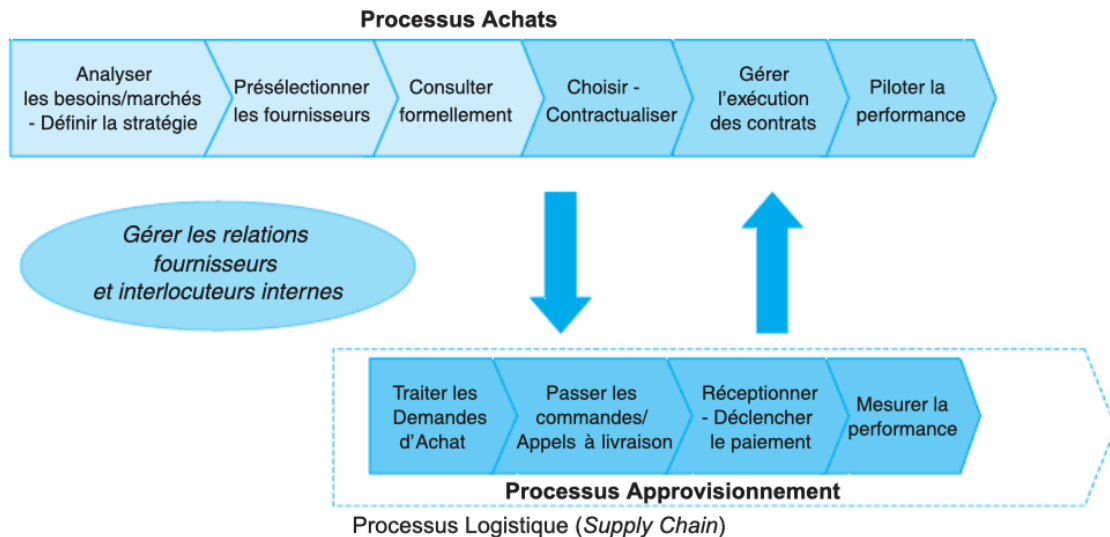 Processus Achats
Analyser
les besoins/marchés
- Définir la stratégie
Présélectionner
les fournisseurs
Consulter
formellement
Choisir -
Contractualiser
Gérer
l'exécution
des contrats
Piloter la
performance
Gérer les relations
fournisseurs
et interlocuteurs internes
Traiter les
Demandes
d'Achat
Passer les
commandes/
Appels à livraison
Réceptionner
- Déclencher
le paiement
Mesurer la
performance
Processus Approvisionnement
Processus Logistique (Supply Chain)